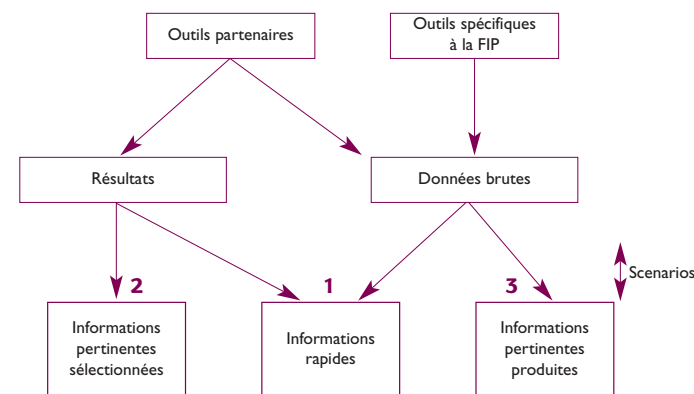 Outils partenaires
Outils spécifiques
à la FIP
Résultats
Données brutes
Scenarios
2
1
3
Informations
pertinentes
sélectionnées
Informations
rapides
Informations
pertinentes
produites